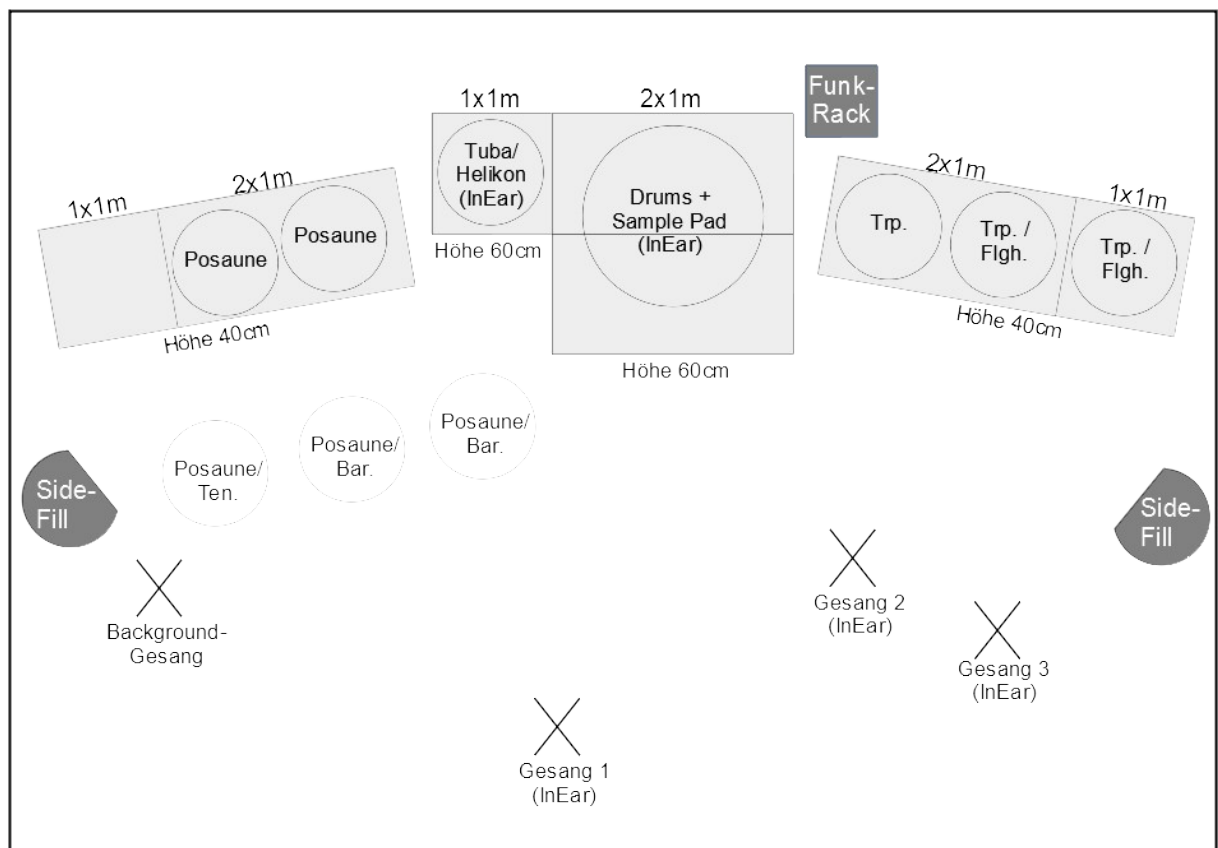 Funk-
Rack
1x1m
2x1m
Tuba/
Helikon
(InEar)
Drums +
Sample Pad
(InEar)
Höhe 60cm
Höhe 60cm
1x1m
2x1m
Posaune
Posaune
Höhe 40cm
2x1m
1x1m
Trp.
Trp. /
Flgh.
Trp. /
Flgh.
Höhe 40cm
Posaune/
Ten.
Posaune/
Bar.
Posaune/
Bar.
Side-
Fill
Side-
Fill
Background-
Gesang
Gesang 2
(InEar)
Gesang 3
(InEar)
Gesang 1
(InEar)